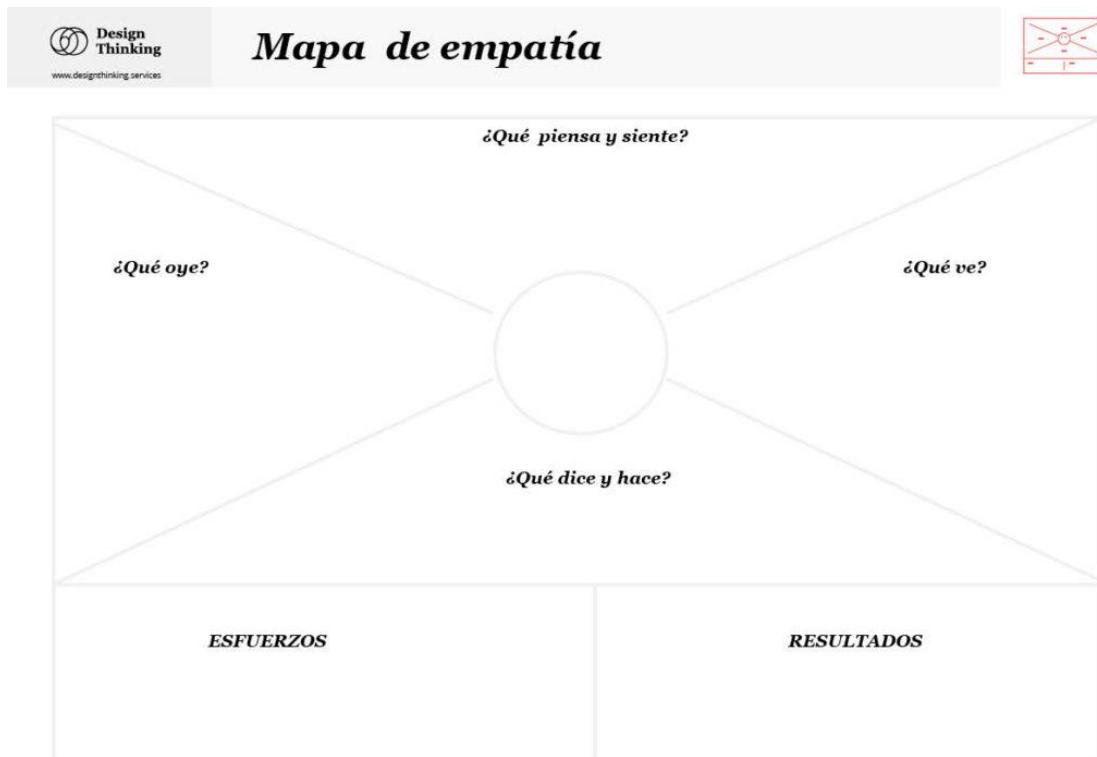 Design
Thinking
www.designthinking.services
Mapa de empatía
¿Qué piensa y siente?
¿Qué oye?
¿Qué ve?
¿Qué dice y hace?
ESFUERZOS
RESULTADOS